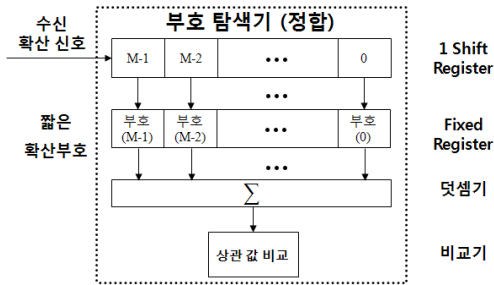 부호 탐색기 (정합)
수신
확산 신호
M-1 M-2 ••• 0
1 Shift
Register
•••
짧은
확산부호
부호
(M-1)
부호
(M-2)
•••
부호
(0)
Fixed
Register
•••
∑
덧셈기
상관 값 비교
비교기